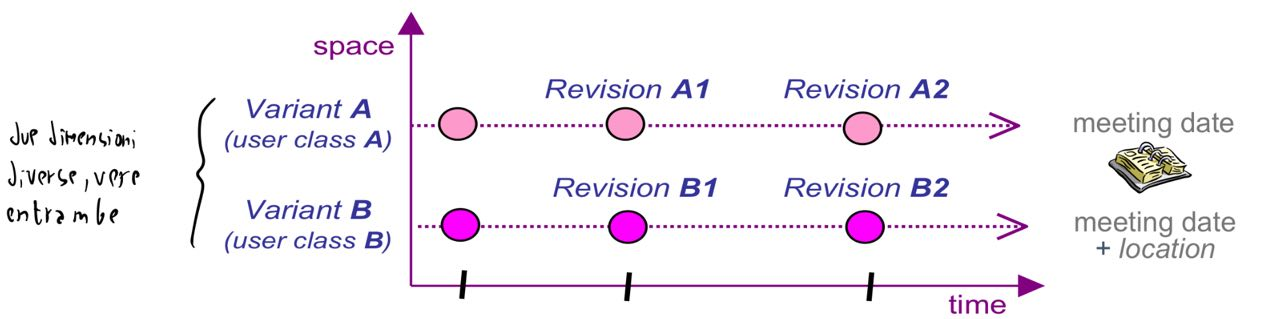 space
Revision A1
Revision A2
Variant A
(user class A)
meeting date
due dimensioni
diverse, vere
entrambe
Revision B1
Revision B2
Variant B
(user class B)
meeting date
+ location
time